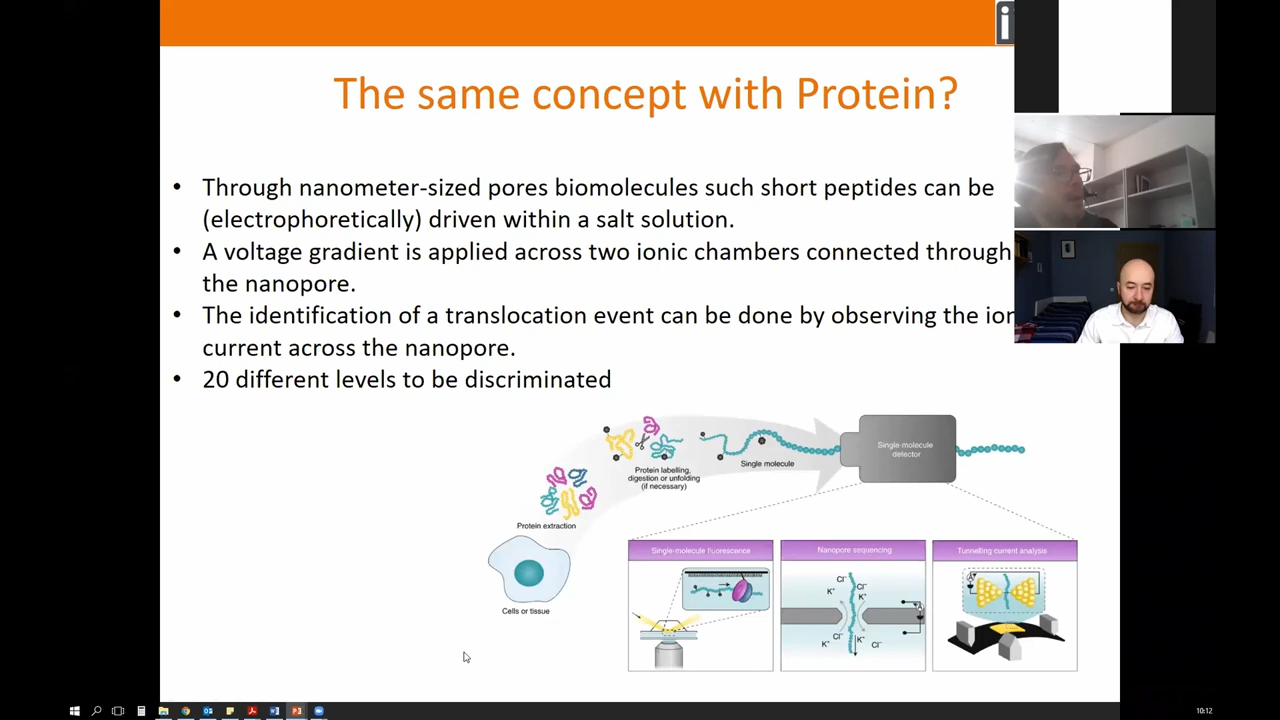 The same concept with Protein?
• Through nanometer-sized pores biomolecules such short peptides can be
(electrophoretically) driven within a salt solution.
• A voltage gradient is applied across two ionic chambers connected through
the nanopore.
• The identification of a translocation event can be done by observing the ion
current across the nanopore.
• 20 different levels to be discriminated
Protein labelling,
digestion or unfolding
(if necessary)
Single molecule
Single-molecule
detector
Protein extraction
Cells or tissue
Single-molecule fluorescence
Nanopore sequencing
Tunnelling current analysis
Cl⁻
Cl⁻
K⁺
K⁺
Cl⁻
K⁺
K⁺
Cl⁻
A
10:12